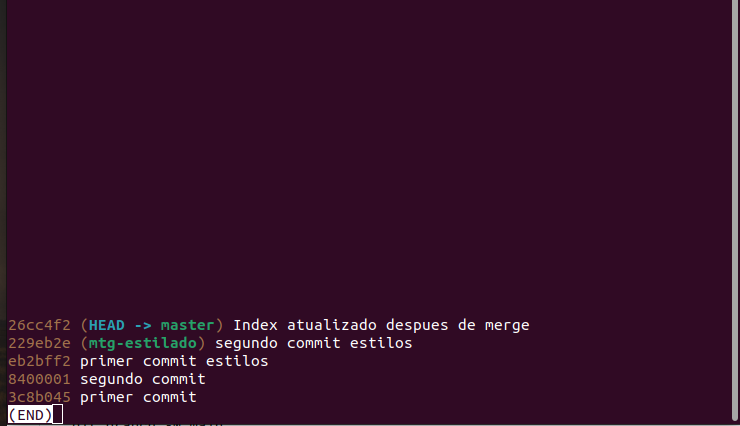 26cc4f2 (HEAD -> master) Index atualizado despues de merge
229eb2e (mtg-estilado) segundo commit estilos
eb2bff2 primer commit estilos
8400001 segundo commit
3c8b045 primer commit
(END)